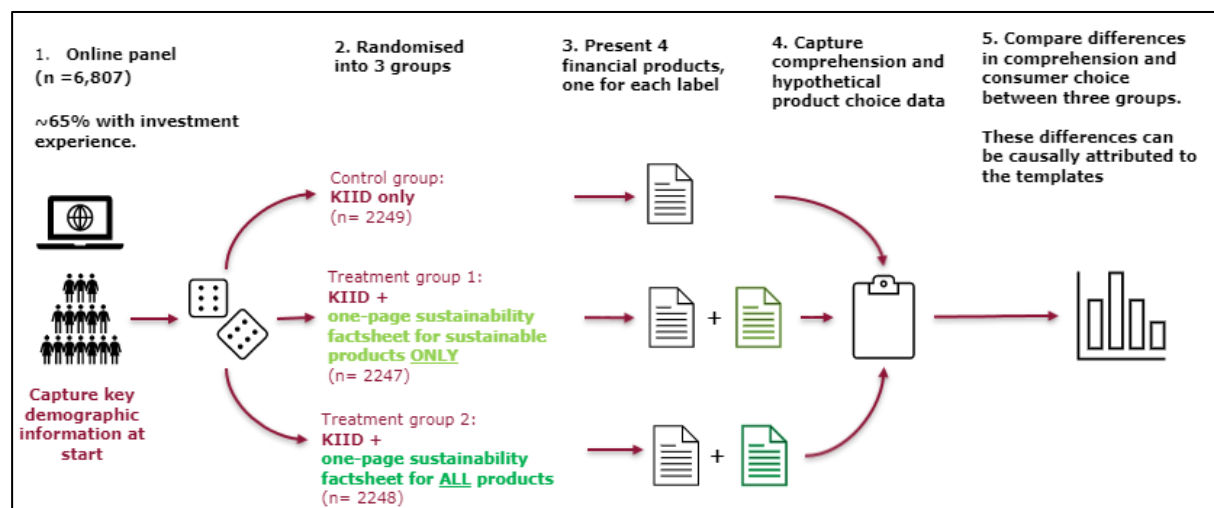 1. Online panel
(n =6,807)
~65% with investment
experience.
2. Randomised
into 3 groups
3. Present 4
financial products,
one for each label
4. Capture
comprehension and
hypothetical
product choice data
5. Compare differences
in comprehension and
consumer choice
between three groups.
These differences can
be causally attributed to
the templates
Capture key
demographic
information at
start
Control group:
KIID only
(n= 2249)
Treatment group 1:
KIID +
one-page sustainability
factsheet for sustainable
products ONLY
(n= 2247)
+
Treatment group 2:
KIID +
one-page sustainability
factsheet for ALL products
(n= 2248)
+